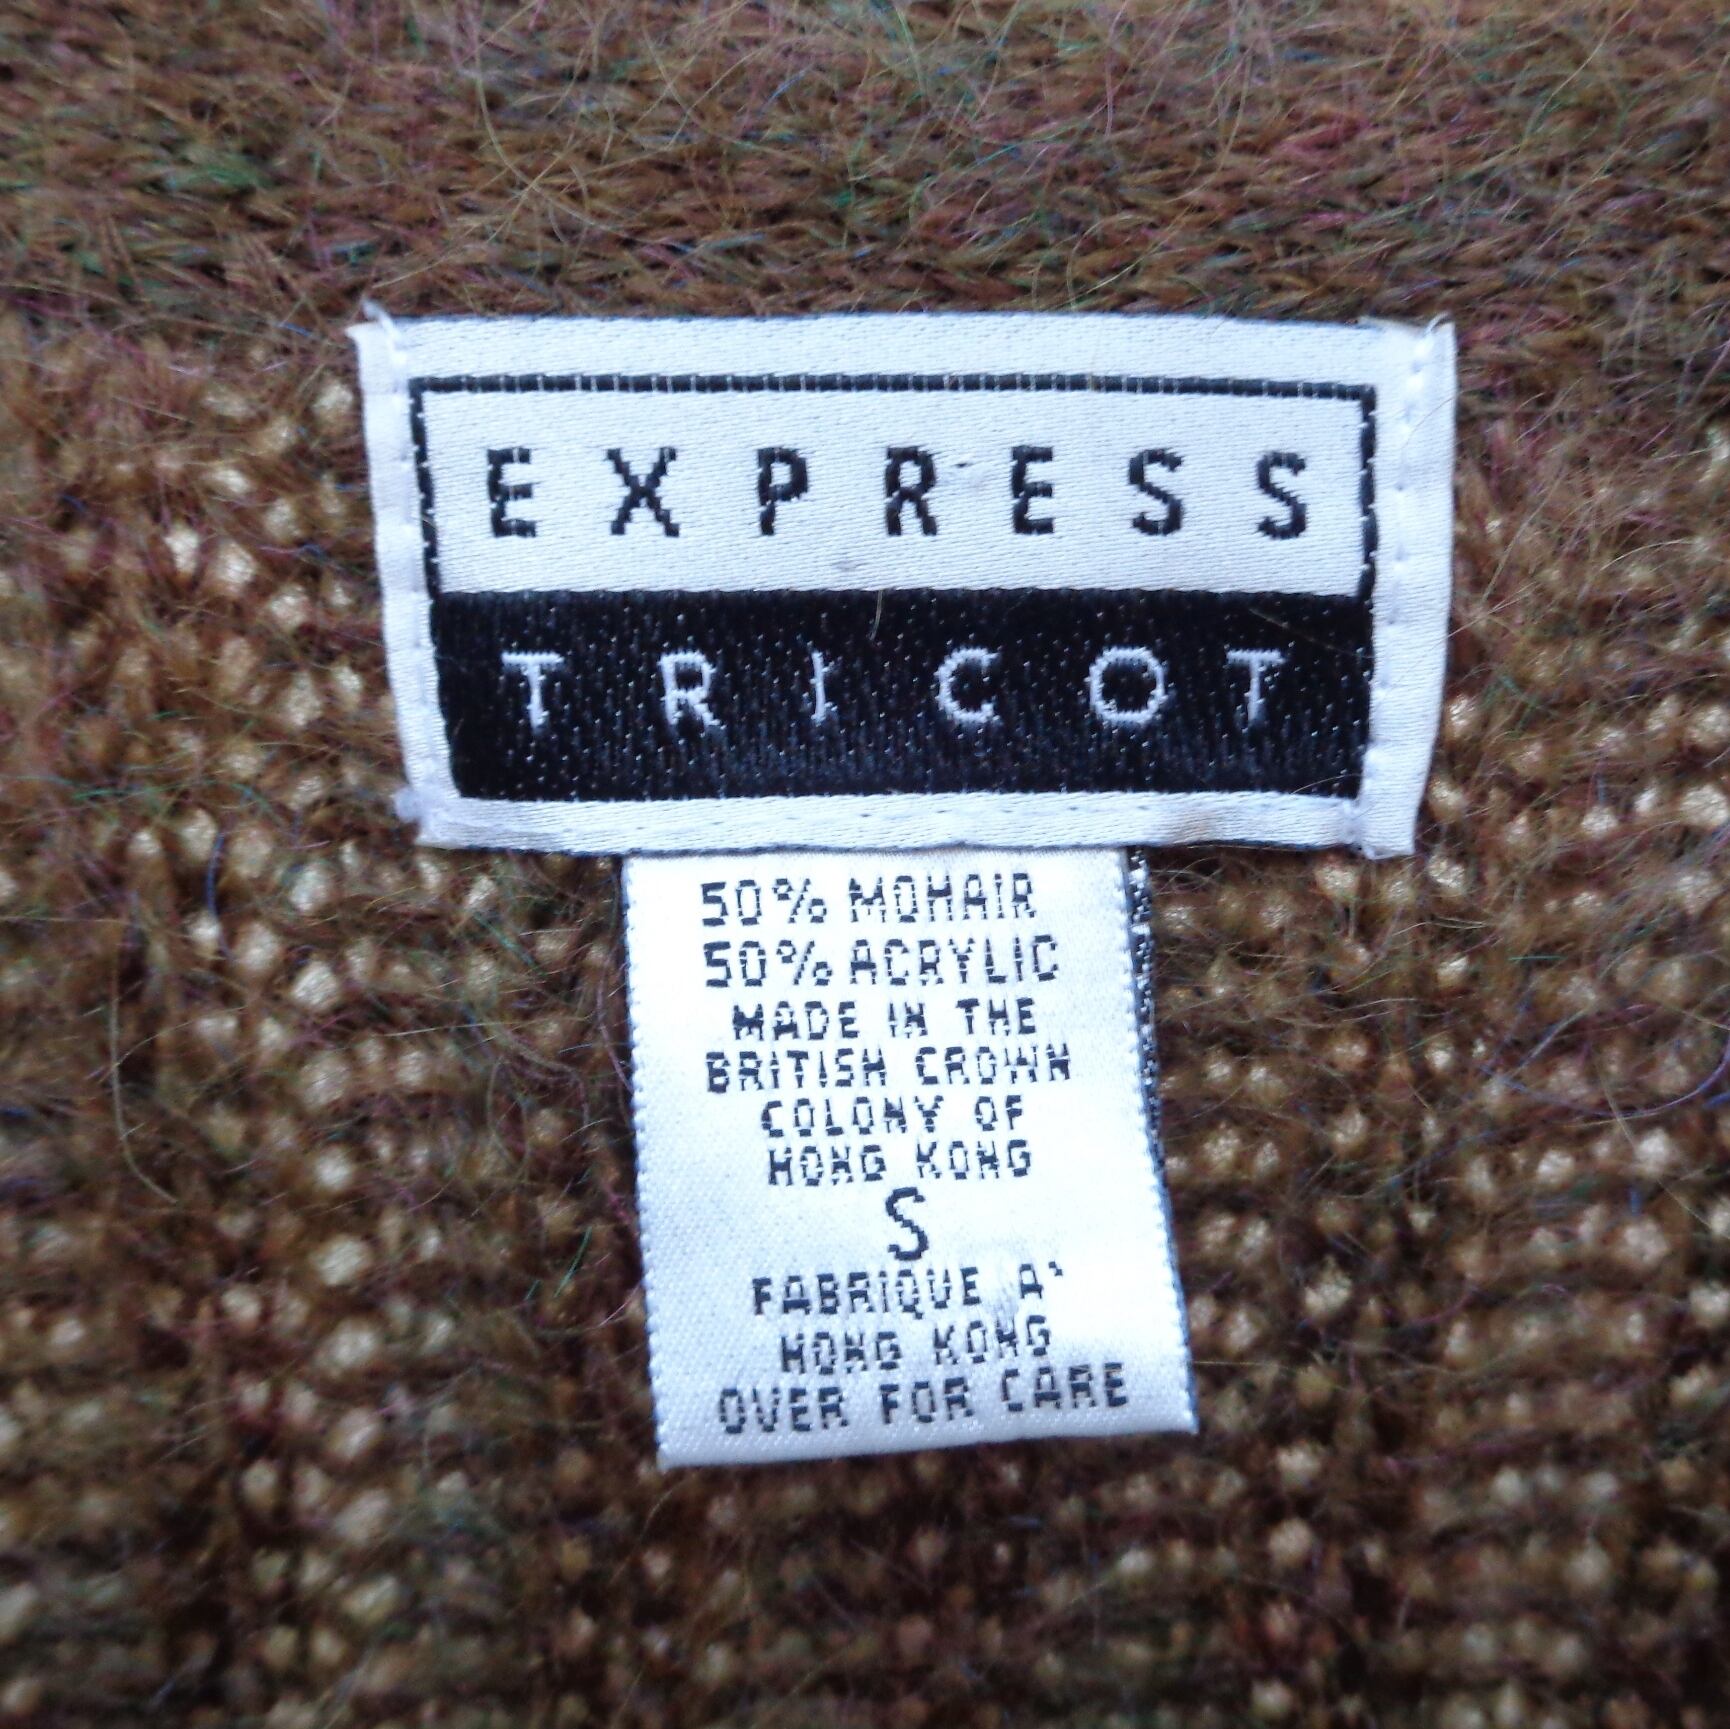 EXPRESS
TRICOT
50% MOHAIR
50% ACRYLIC
MADE IN THE
BRITISH CROWN
COLONY OF
HONG KONG
S
FABRIQUE A'
HONG KONG
OVER FOR CARE